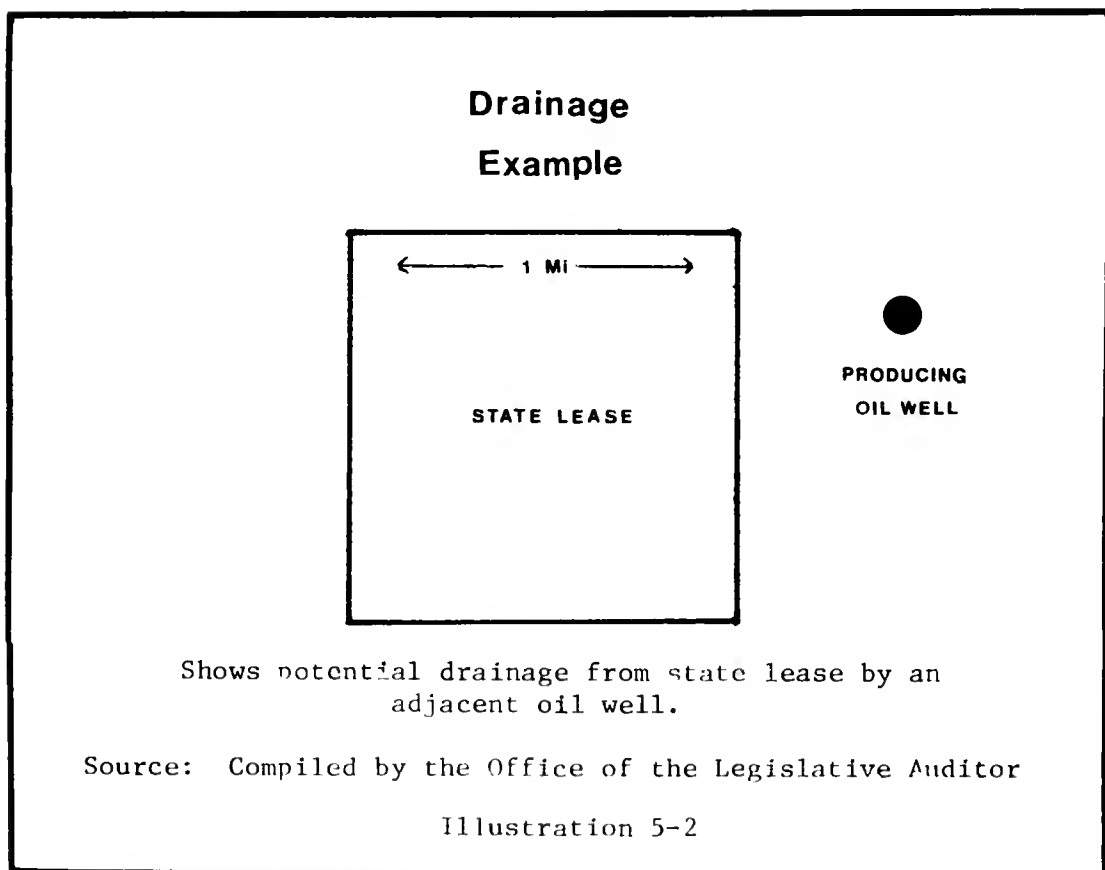 Drainage
Example
1 Mi
STATE LEASE
PRODUCING
OIL WELL
Shows potential drainage from state lease by an
adjacent oil well.
Source: Compiled by the Office of the Legislative Auditor
Illustration 5-2